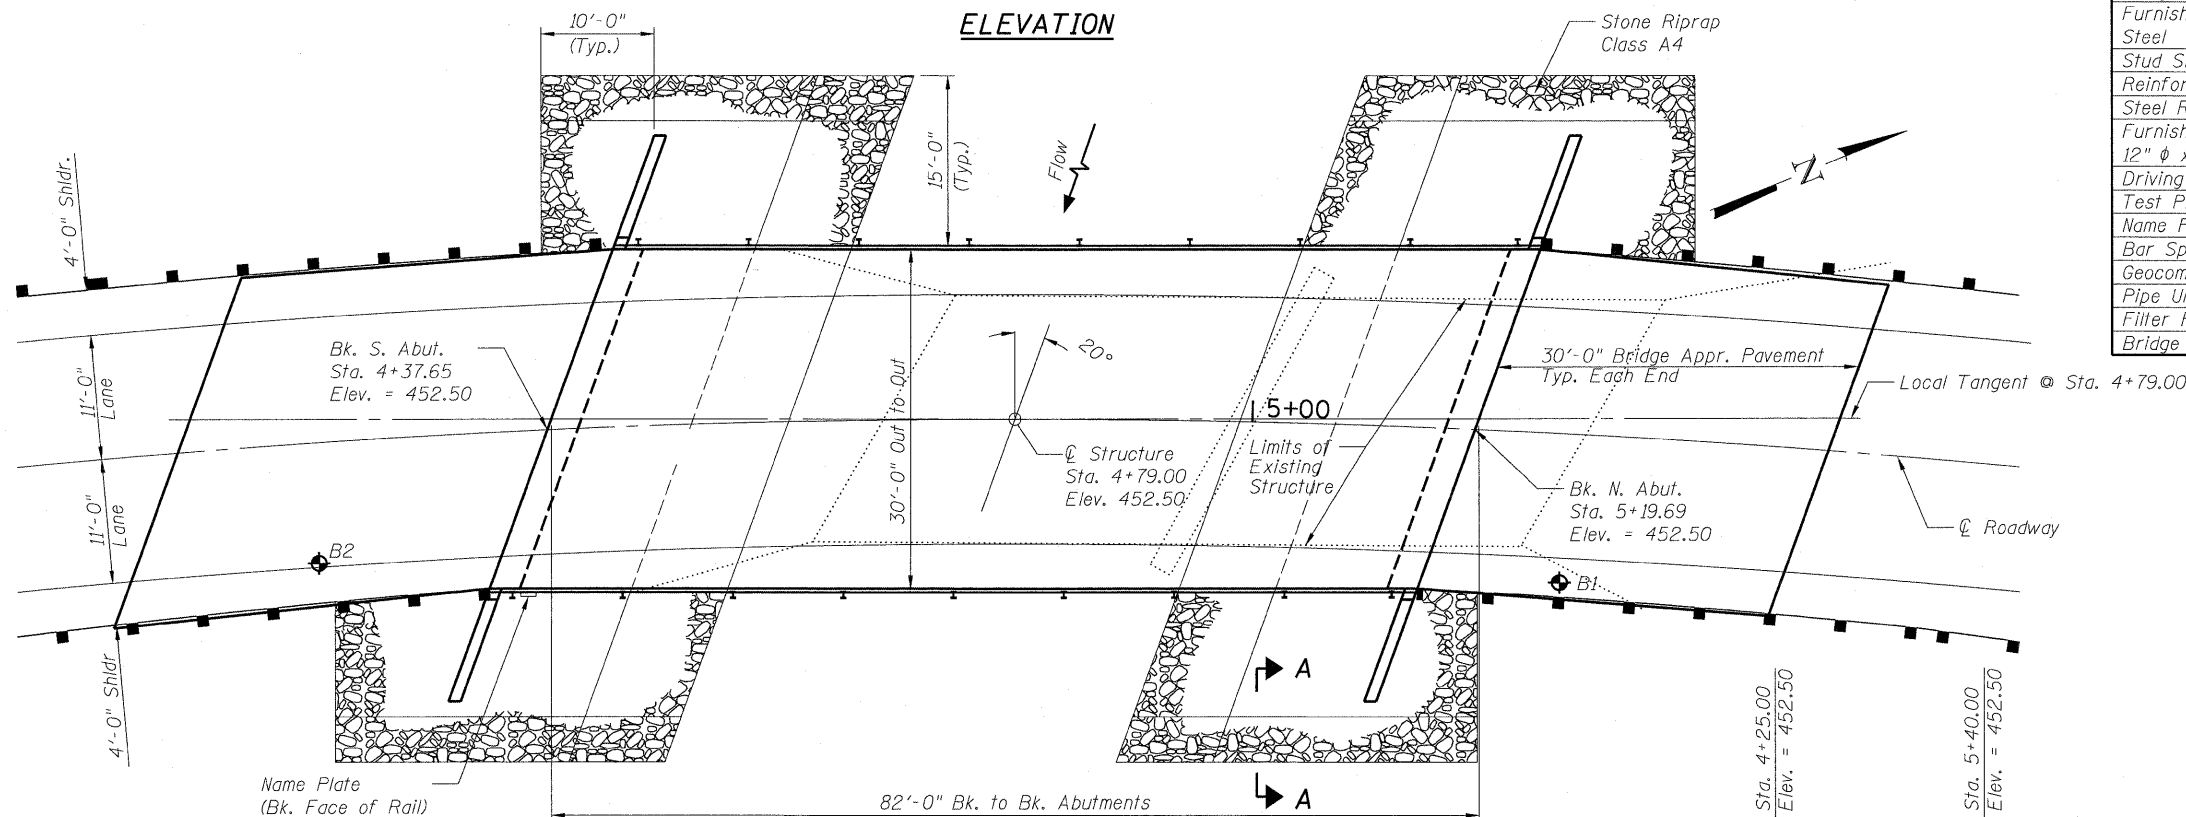 ELEVATION
10'-0"
(Typ.)
Stone Riprap
Class A4
15'-0"
(Typ.)
Flow
N
4'-0" Shldr.
11'-0"
Lane
11'-0"
Lane
4'-0" Shldr
Bk. S. Abut.
Sta. 4+37.65
Elev. = 452.50
30'-0" Out to Out
20°
5+00
℄ Structure
Sta. 4+79.00
Elev. 452.50
Limits of
Existing
Structure
30'-0" Bridge Appr. Pavement
Typ. Each End
Local Tangent @ Sta. 4+79.00
Bk. N. Abut.
Sta. 5+19.69
Elev. = 452.50
℄ Roadway
B2
B1
A
A
Name Plate
(Bk. Face of Rail)
82'-0" Bk. to Bk. Abutments
Sta. 4+25.00
Elev. = 452.50
Sta. 5+40.00
Elev. = 452.50
Furnish
Steel
Stud S
Reinfor
Steel R
Furnish
12" ϕ x
Driving
Test P
Name P
Bar Sp
Geocom
Pipe Un
Filter F
Bridge